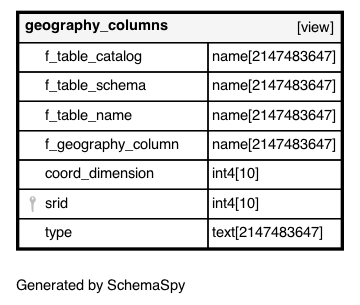 geography_columns [view]
f_table_catalog name[2147483647]
f_table_schema name[2147483647]
f_table_name name[2147483647]
f_geography_column name[2147483647]
coord_dimension int4[10]
srid int4[10]
type text[2147483647]
Generated by SchemaSpy